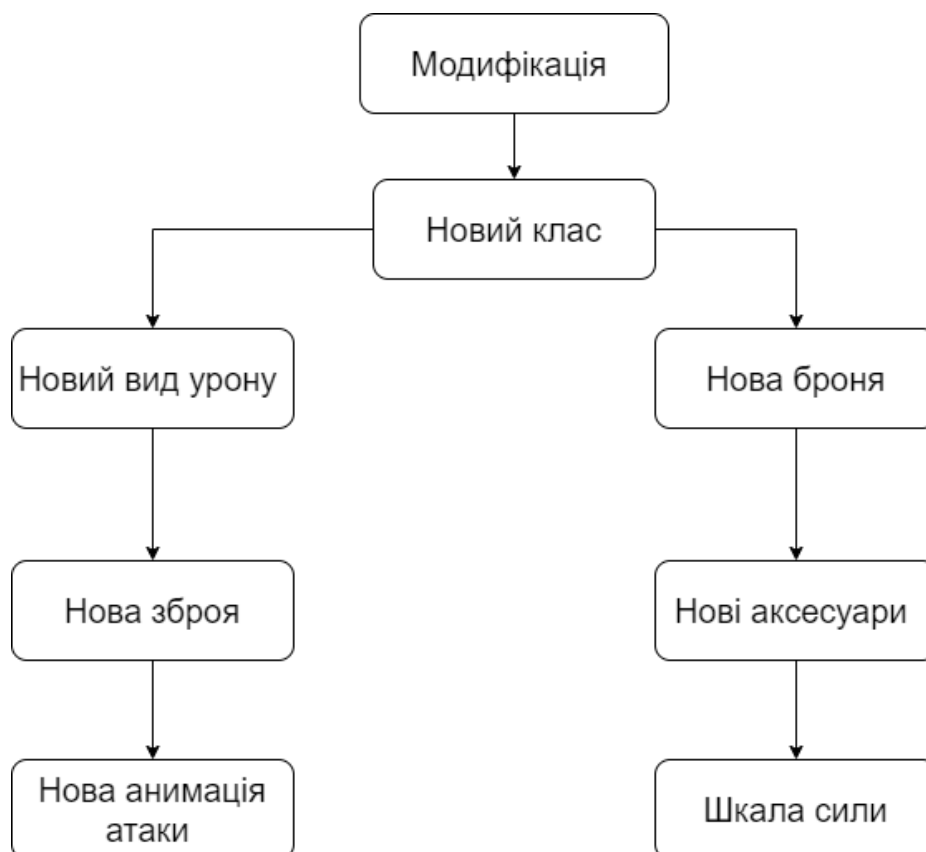 Модифікація
Новий клас
Новий вид урону
Нова броня
Нова зброя
Нові аксесуари
Нова анимація
атаки
Шкала сили